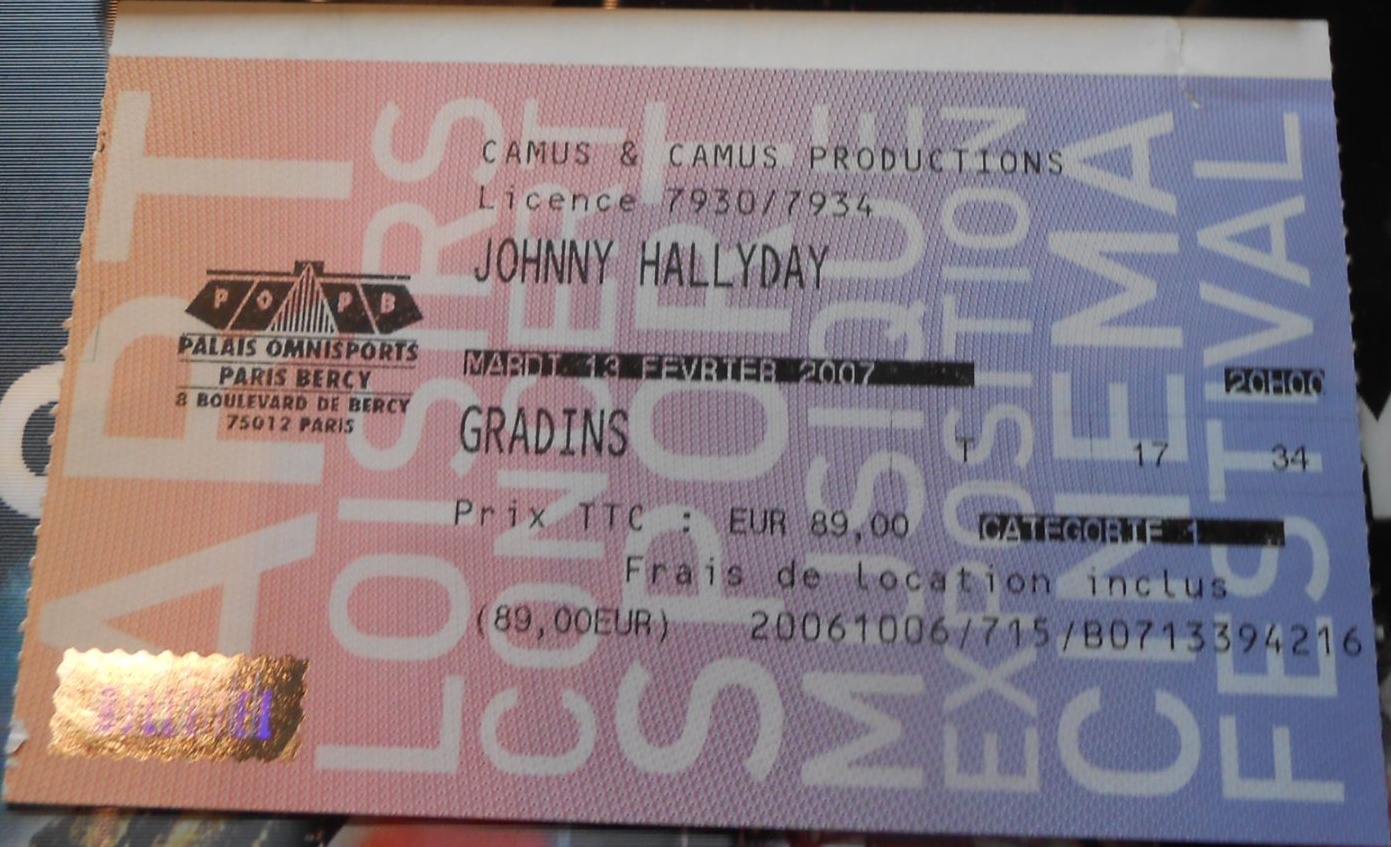 CAMUS & CAMUS PRODUCTIONS
Licence 7930/7934
JOHNNY HALLYDAY
POPB
PALAIS OMNISPORTS
PARIS BERCY
8 BOULEVARD DE BERCY
75012 PARIS
MARDI 13 FEVRIER 2007 20H00
GRADINS T 17 34
Prix TTC : EUR 89,00 CATEGORIE 1
Frais de location inclus
(89,00EUR) 20061006/715/B0713394216
ART
LOISIRS
CONCERT
SPORT
MUSIQUE
EXPOSITION
CINEMA
FESTIVAL